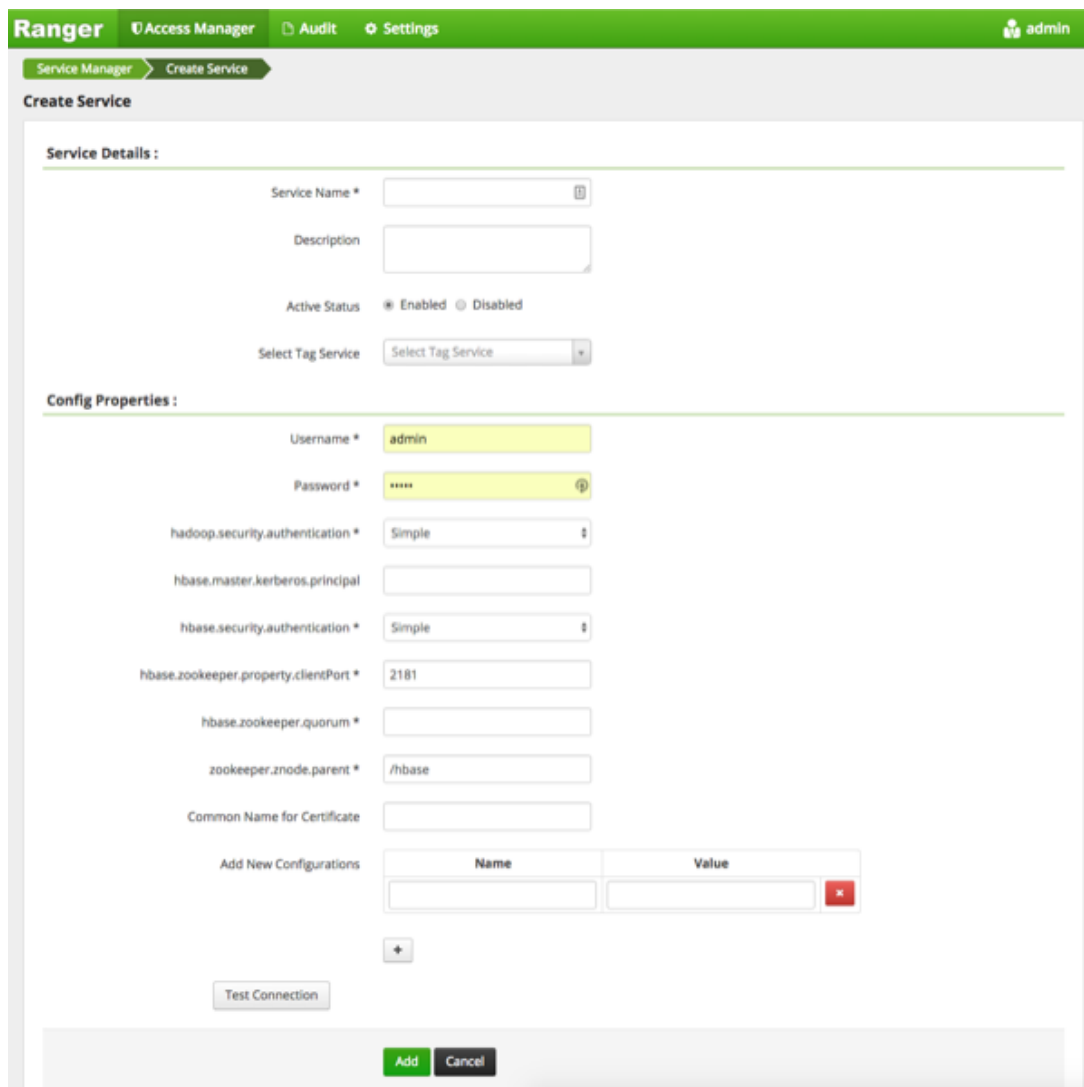 Ranger Access Manager Audit Settings admin
Service Manager Create Service
Create Service
Service Details :
Service Name *
Description
Active Status Enabled Disabled
Select Tag Service Select Tag Service
Config Properties :
Username * admin
Password * •••••
hadoop.security.authentication * Simple
hbase.master.kerberos.principal
hbase.security.authentication * Simple
hbase.zookeeper.property.clientPort * 2181
hbase.zookeeper.quorum *
zookeeper.znode.parent * /hbase
Common Name for Certificate
Add New Configurations Name Value
+
Test Connection
Add Cancel